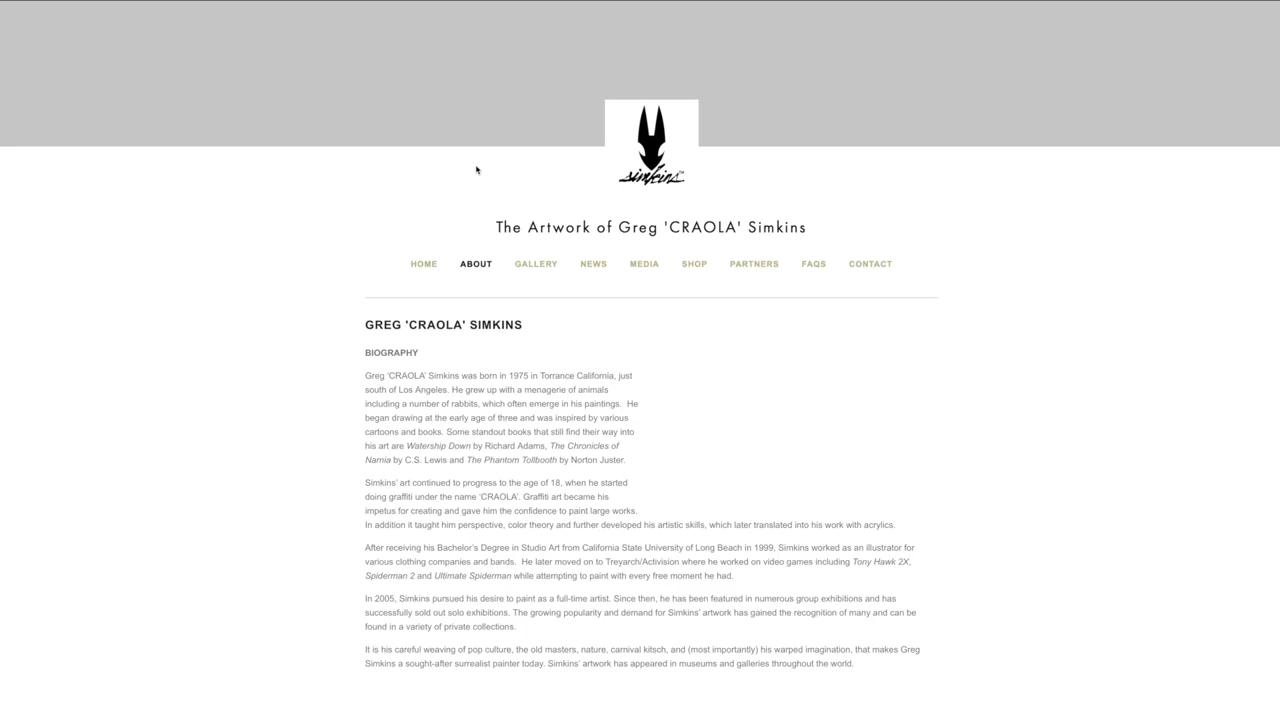 simkins™
The Artwork of Greg 'CRAOLA' Simkins
HOME ABOUT GALLERY NEWS MEDIA SHOP PARTNERS FAQS CONTACT
GREG 'CRAOLA' SIMKINS
BIOGRAPHY
Greg ‘CRAOLA’ Simkins was born in 1975 in Torrance California, just
south of Los Angeles. He grew up with a menagerie of animals
including a number of rabbits, which often emerge in his paintings.  He
began drawing at the early age of three and was inspired by various
cartoons and books. Some standout books that still find their way into
his art are Watership Down by Richard Adams, The Chronicles of
Narnia by C.S. Lewis and The Phantom Tollbooth by Norton Juster.
Simkins’ art continued to progress to the age of 18, when he started
doing graffiti under the name ‘CRAOLA’. Graffiti art became his
impetus for creating and gave him the confidence to paint large works.
In addition it taught him perspective, color theory and further developed his artistic skills, which later translated into his work with acrylics.
After receiving his Bachelor’s Degree in Studio Art from California State University of Long Beach in 1999, Simkins worked as an illustrator for
various clothing companies and bands.  He later moved on to Treyarch/Activision where he worked on video games including Tony Hawk 2X,
Spiderman 2 and Ultimate Spiderman while attempting to paint with every free moment he had.
In 2005, Simkins pursued his desire to paint as a full-time artist. Since then, he has been featured in numerous group exhibitions and has
successfully sold out solo exhibitions. The growing popularity and demand for Simkins’ artwork has gained the recognition of many and can be
found in a variety of private collections.
It is his careful weaving of pop culture, the old masters, nature, carnival kitsch, and (most importantly) his warped imagination, that makes Greg
Simkins a sought-after surrealist painter today. Simkins’ artwork has appeared in museums and galleries throughout the world.